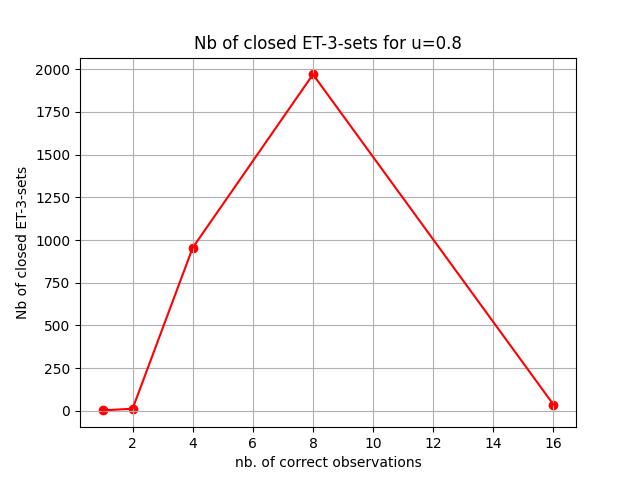 Nb of closed ET-3-sets for u=0.8
2000
1750
1500
1250
1000
750
500
250
0
Nb of closed ET-3-sets
2 4 6 8 10 12 14 16
nb. of correct observations